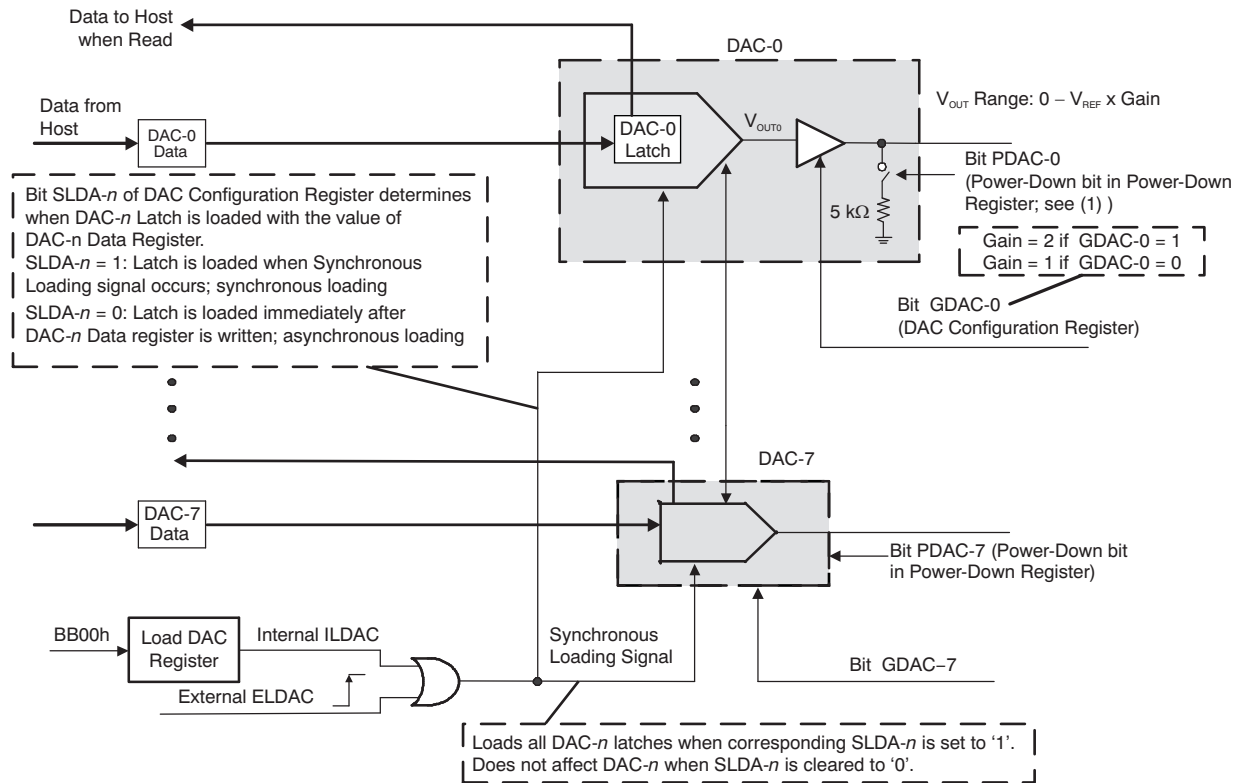 Data to Host
when Read
DAC-0
Data from
Host
DAC-0
Data
DAC-0
Latch
VOUT0
VOUT Range: 0 – VREF x Gain
Bit PDAC-0
(Power-Down bit in Power-Down
Register; see (1) )
5 kΩ
Gain = 2 if GDAC-0 = 1
Gain = 1 if GDAC-0 = 0
Bit GDAC-0
(DAC Configuration Register)
Bit SLDA-n of DAC Configuration Register determines
when DAC-n Latch is loaded with the value of
DAC-n Data Register.
SLDA-n = 1: Latch is loaded when Synchronous
Loading signal occurs; synchronous loading
SLDA-n = 0: Latch is loaded immediately after
DAC-n Data register is written; asynchronous loading
DAC-7
DAC-7
Data
Bit PDAC-7 (Power-Down bit
in Power-Down Register)
BB00h
Load DAC
Register
Internal ILDAC
External ELDAC
Synchronous
Loading Signal
Bit GDAC–7
Loads all DAC-n latches when corresponding SLDA-n is set to ‘1’.
Does not affect DAC-n when SLDA-n is cleared to ‘0’.